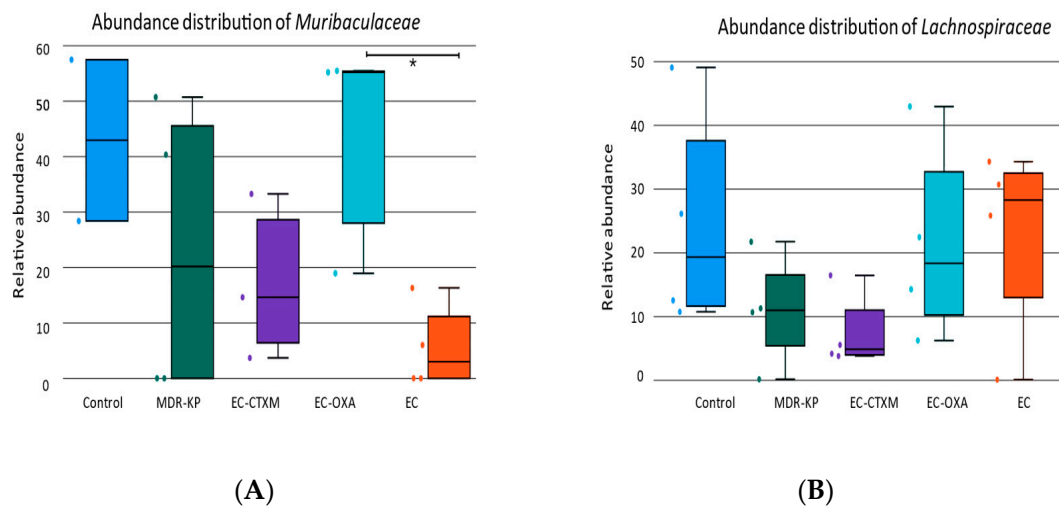 Abundance distribution of Muribaculaceae
60
50
40
30
20
10
0
Relative abundance
*
Control MDR-KP EC-CTXM EC-OXA EC
(A)
Abundance distribution of Lachnospiraceae
50
40
30
20
10
0
Relative abundance
Control MDR-KP EC-CTXM EC-OXA EC
(B)